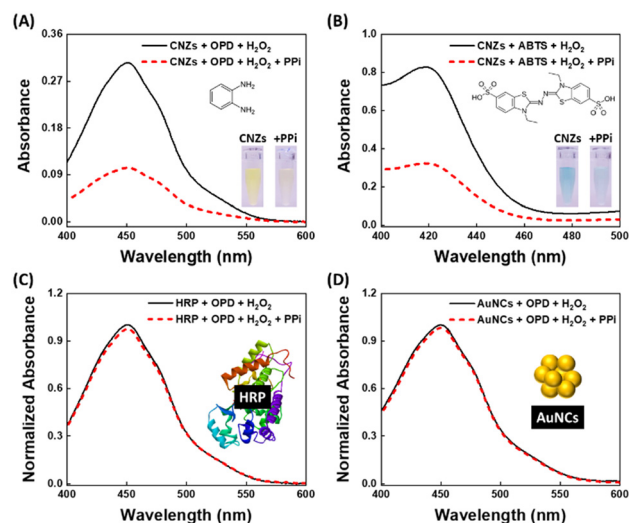 (A)
CNZs + OPD + H₂O₂
CNZs + OPD + H₂O₂ + PPi
NH₂
NH₂
CNZs +PPi
0.36
0.27
0.18
0.09
0.00
Absorbance
400 450 500 550 600
Wavelength (nm)
(B)
CNZs + ABTS + H₂O₂
CNZs + ABTS + H₂O₂ + PPi
CNZs +PPi
1.0
0.8
0.6
0.4
0.2
0.0
Absorbance
400 420 440 460 480 500
Wavelength (nm)
(C)
HRP + OPD + H₂O₂
HRP + OPD + H₂O₂ + PPi
HRP
1.2
0.9
0.6
0.3
0.0
Normalized Absorbance
400 450 500 550 600
Wavelength (nm)
(D)
AuNCs + OPD + H₂O₂
AuNCs + OPD + H₂O₂ + PPi
AuNCs
1.2
0.9
0.6
0.3
0.0
Normalized Absorbance
400 450 500 550 600
Wavelength (nm)